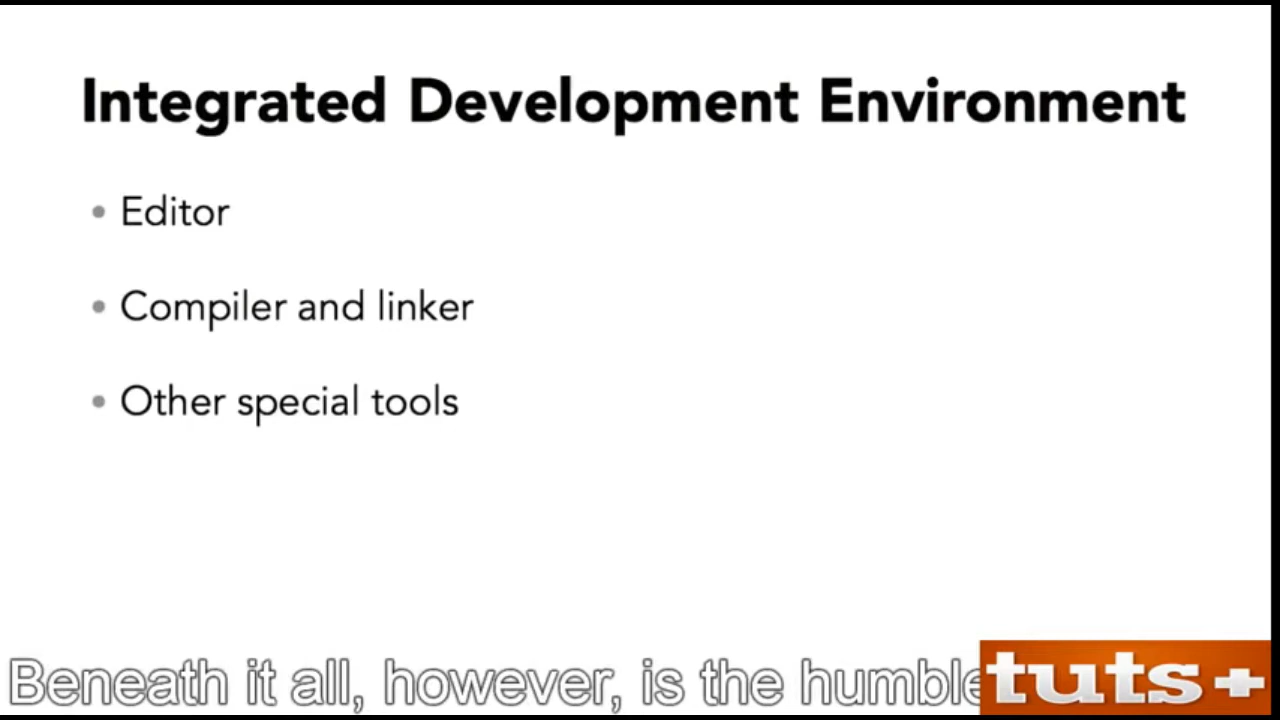 Integrated Development Environment
• Editor
• Compiler and linker
• Other special tools
Beneath it all, however, is the humble
tuts+